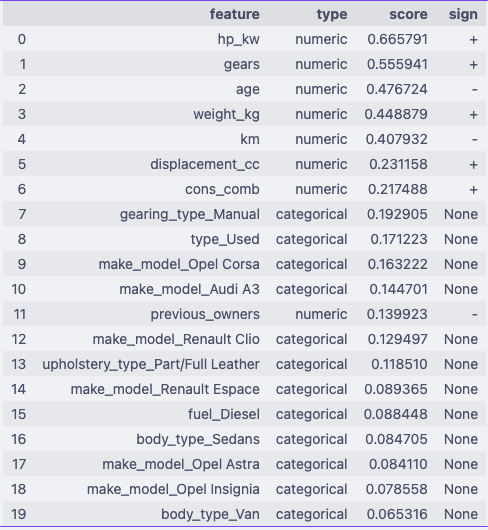 feature type score sign
0 hp_kw numeric 0.665791 +
1 gears numeric 0.555941 +
2 age numeric 0.476724 -
3 weight_kg numeric 0.448879 +
4 km numeric 0.407932 -
5 displacement_cc numeric 0.231158 +
6 cons_comb numeric 0.217488 +
7 gearing_type_Manual categorical 0.192905 None
8 type_Used categorical 0.171223 None
9 make_model_Opel Corsa categorical 0.163222 None
10 make_model_Audi A3 categorical 0.144701 None
11 previous_owners numeric 0.139923 -
12 make_model_Renault Clio categorical 0.129497 None
13 upholstery_type_Part/Full Leather categorical 0.118510 None
14 make_model_Renault Espace categorical 0.089365 None
15 fuel_Diesel categorical 0.088448 None
16 body_type_Sedans categorical 0.084705 None
17 make_model_Opel Astra categorical 0.084110 None
18 make_model_Opel Insignia categorical 0.078558 None
19 body_type_Van categorical 0.065316 None